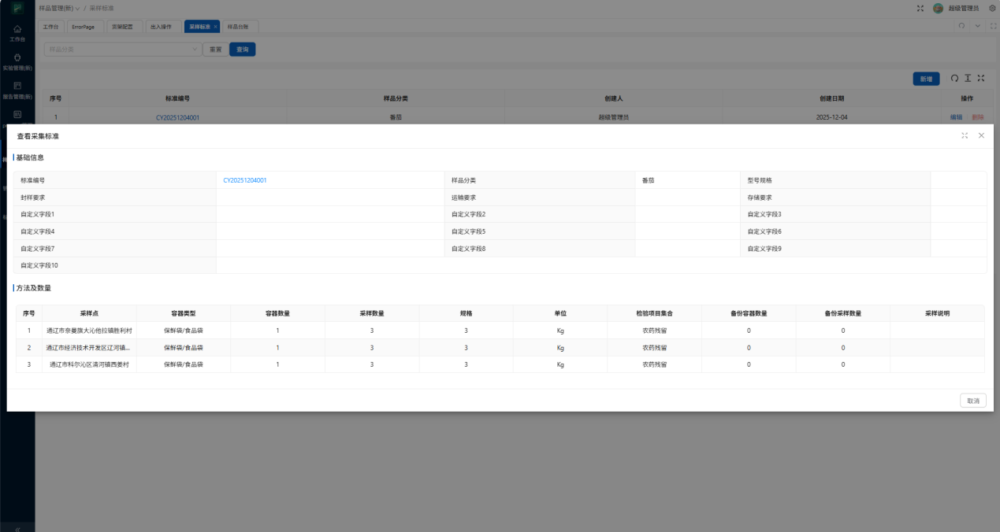 样品管理(新) / 采样标准 超级管理员
工作台 ErrorPage 货架配置 出入操作 采样标准 × 样品台账
工作台
样品分类 重置 查询
实验管理(新)
新增
报告管理(新)
序号 标准编号 样品分类 创建人 创建日期 操作
1 CY20251204001 番茄 超级管理员 2025-12-04 编辑 删除
查看采集标准
基础信息
标准编号 CY20251204001 样品分类 番茄 型号规格
封样要求 运输要求 存储要求
自定义字段1 自定义字段2 自定义字段3
自定义字段4 自定义字段5 自定义字段6
自定义字段7 自定义字段8 自定义字段9
自定义字段10
方法及数量
序号 采样点 容器类型 容器数量 采样数量 规格 单位 检验项目集合 备份容器数量 备份采样数量 采样说明
1 通辽市奈曼旗大沁他拉镇胜利村 保鲜袋/食品袋 1 3 3 Kg 农药残留 0 0
2 通辽市经济技术开发区辽河镇... 保鲜袋/食品袋 1 3 3 Kg 农药残留 0 0
3 通辽市科尔沁区清河镇西姜村 保鲜袋/食品袋 1 3 3 Kg 农药残留 0 0
取消